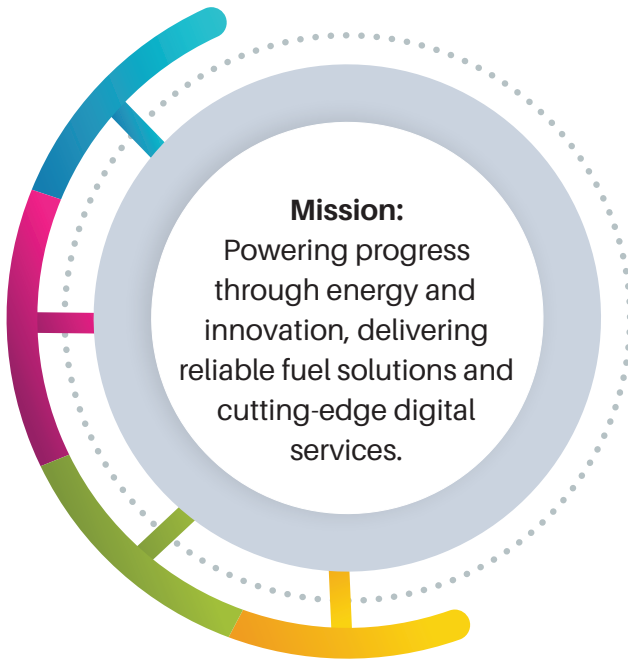 Mission:
Powering progress
through energy and
innovation, delivering
reliable fuel solutions and
cutting-edge digital
services.